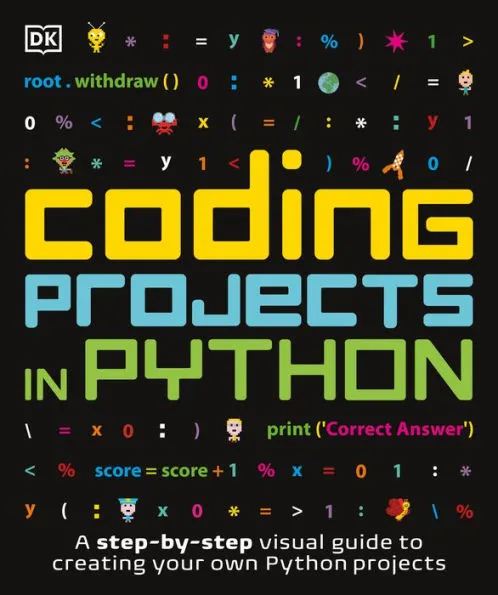 DK * : = y : % ) * 1 >
root.withdraw() 0 : * 1 < / =
0 % < : x ( = / : * : y 1
: * = y 1 < ) % 0 /
coding
projects
in Python
\ = x 0 : ) print ('Correct Answer')
< % score=score+1 % x = 0 1 : *
y ( : x 0 * = > 1 : \ %
A step-by-step visual guide to
creating your own Python projects